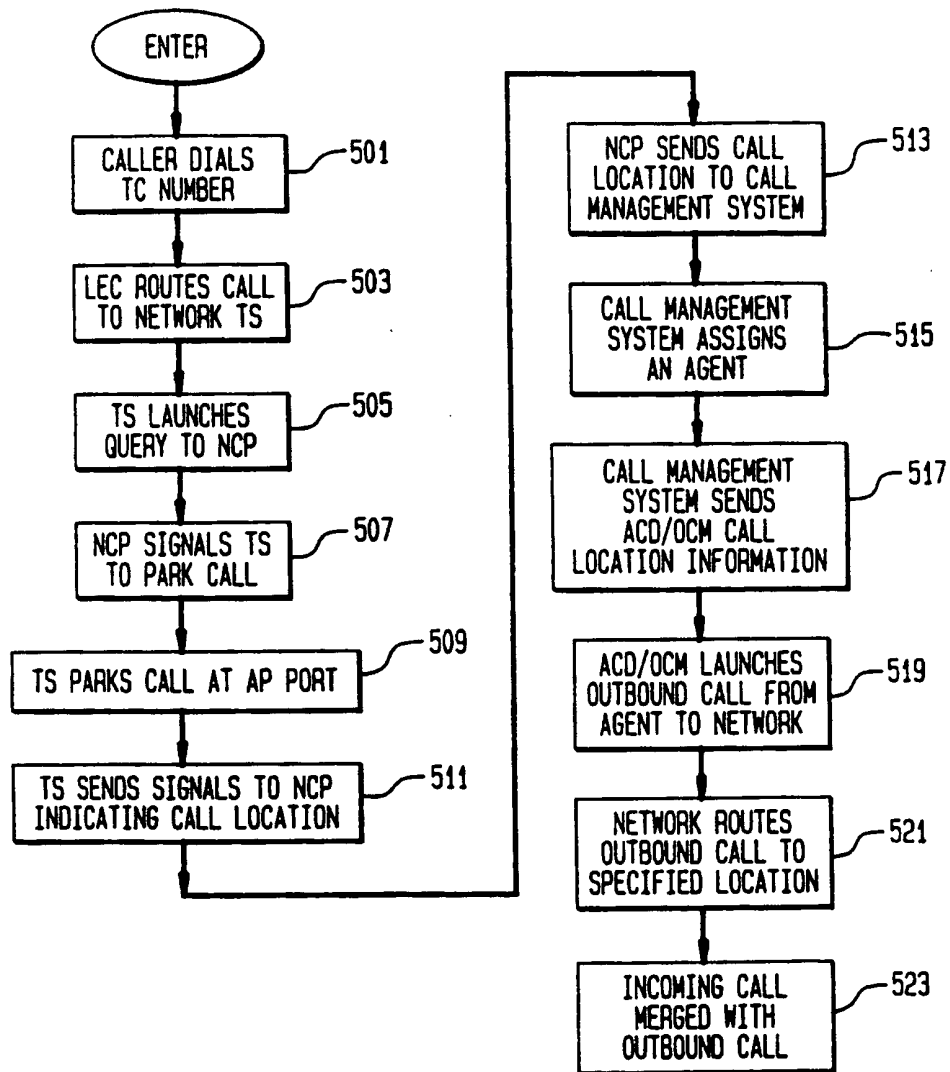 ENTER
CALLER DIALS
TC NUMBER
501
LEC ROUTES CALL
TO NETWORK TS
503
TS LAUNCHES
QUERY TO NCP
505
NCP SIGNALS TS
TO PARK CALL
507
TS PARKS CALL AT AP PORT
509
TS SENDS SIGNALS TO NCP
INDICATING CALL LOCATION
511
NCP SENDS CALL
LOCATION TO CALL
MANAGEMENT SYSTEM
513
CALL MANAGEMENT
SYSTEM ASSIGNS
AN AGENT
515
CALL MANAGEMENT
SYSTEM SENDS
ACD/OCM CALL
LOCATION INFORMATION
517
ACD/OCM LAUNCHES
OUTBOUND CALL FROM
AGENT TO NETWORK
519
NETWORK ROUTES
OUTBOUND CALL TO
SPECIFIED LOCATION
521
INCOMING CALL
MERGED WITH
OUTBOUND CALL
523